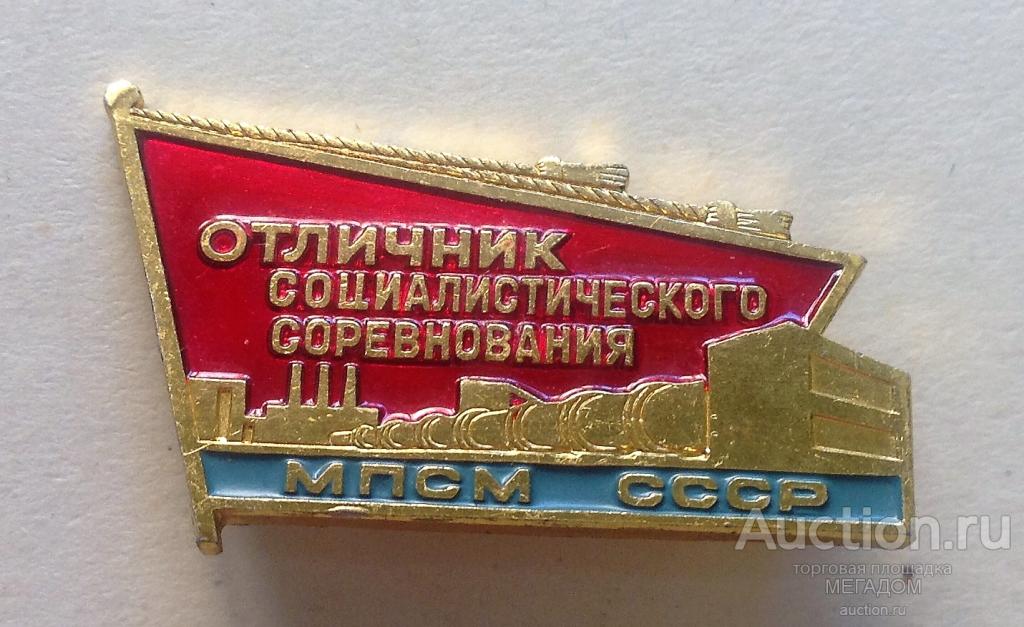 ОТЛИЧНИК
СОЦИАЛИСТИЧЕСКОГО
СОРЕВНОВАНИЯ
МПСМ СССР
Auction.ru
торговая площадка
МЕГАДОМ
auction.ru